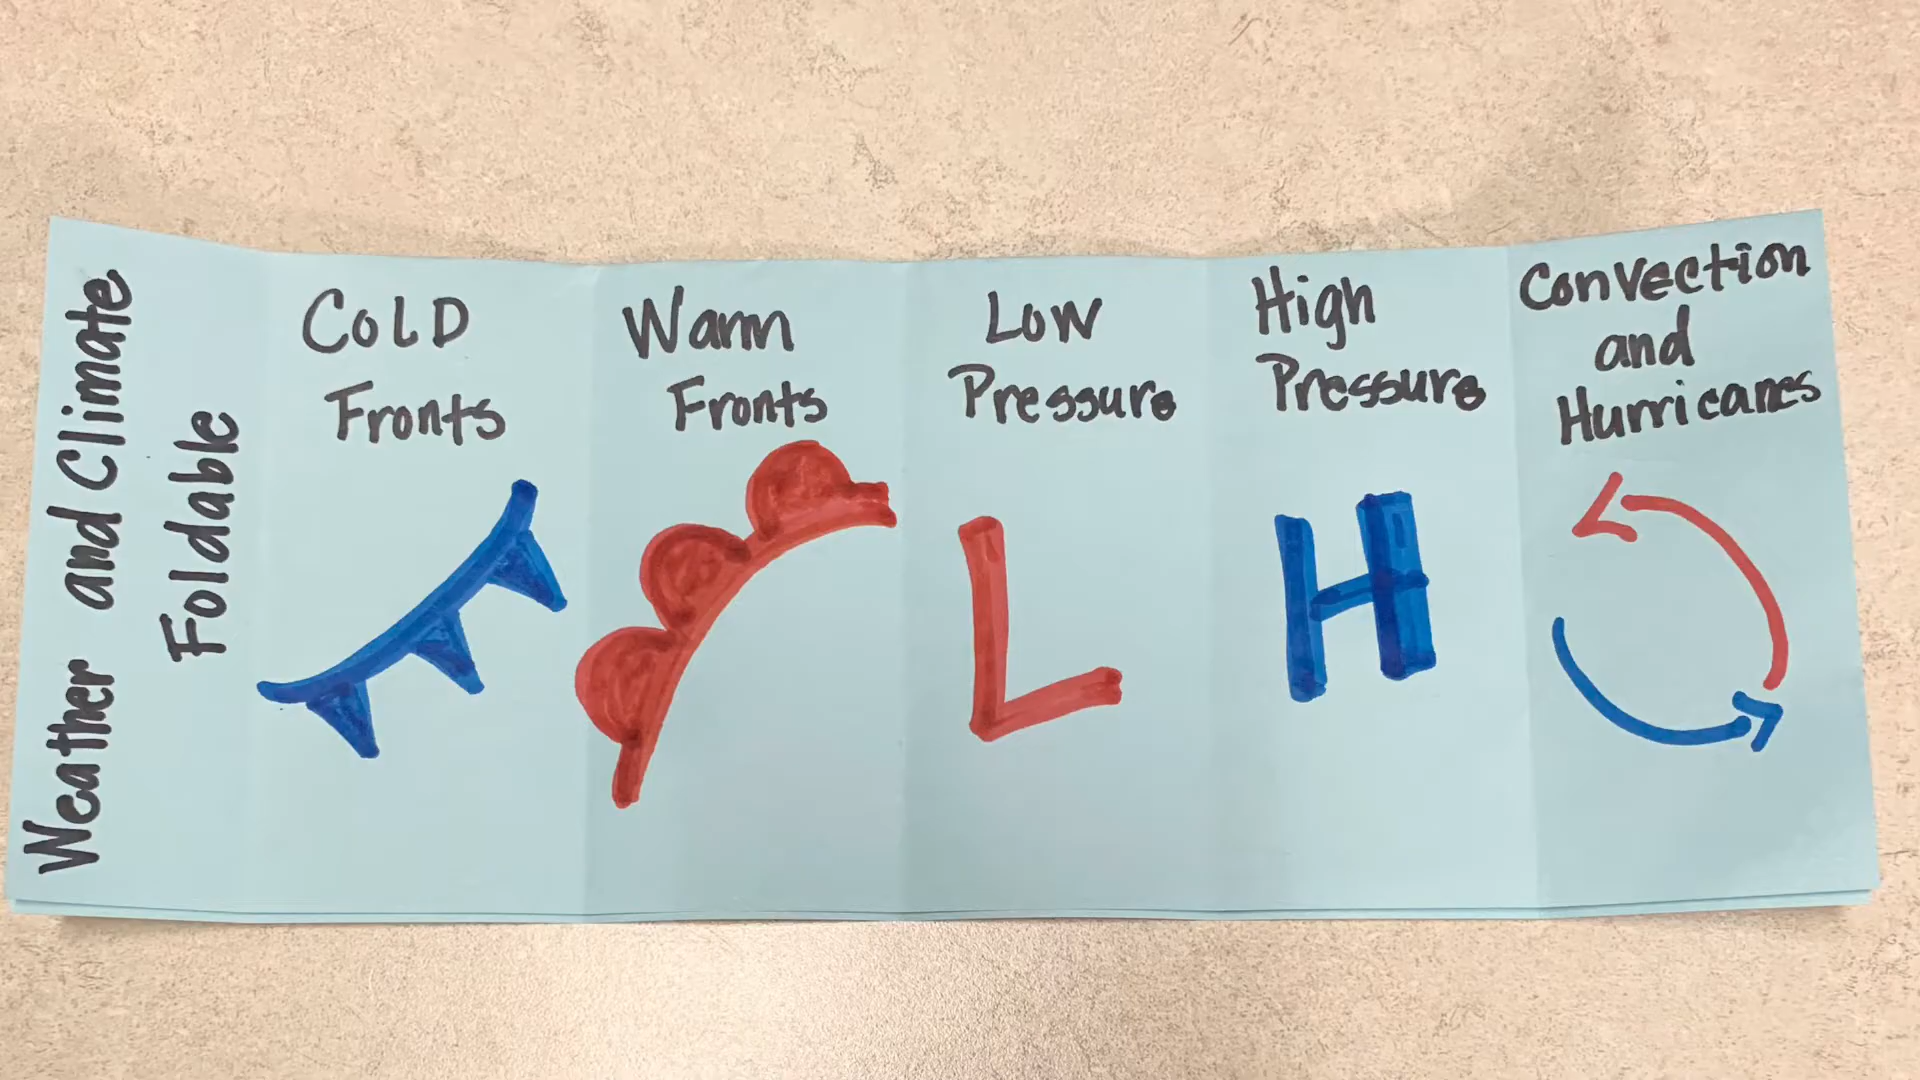 Weather and Climate
Foldable
COLD
Fronts
Warm
Fronts
Low
Pressure
L
High
Pressure
H
Convection
and
Hurricanes